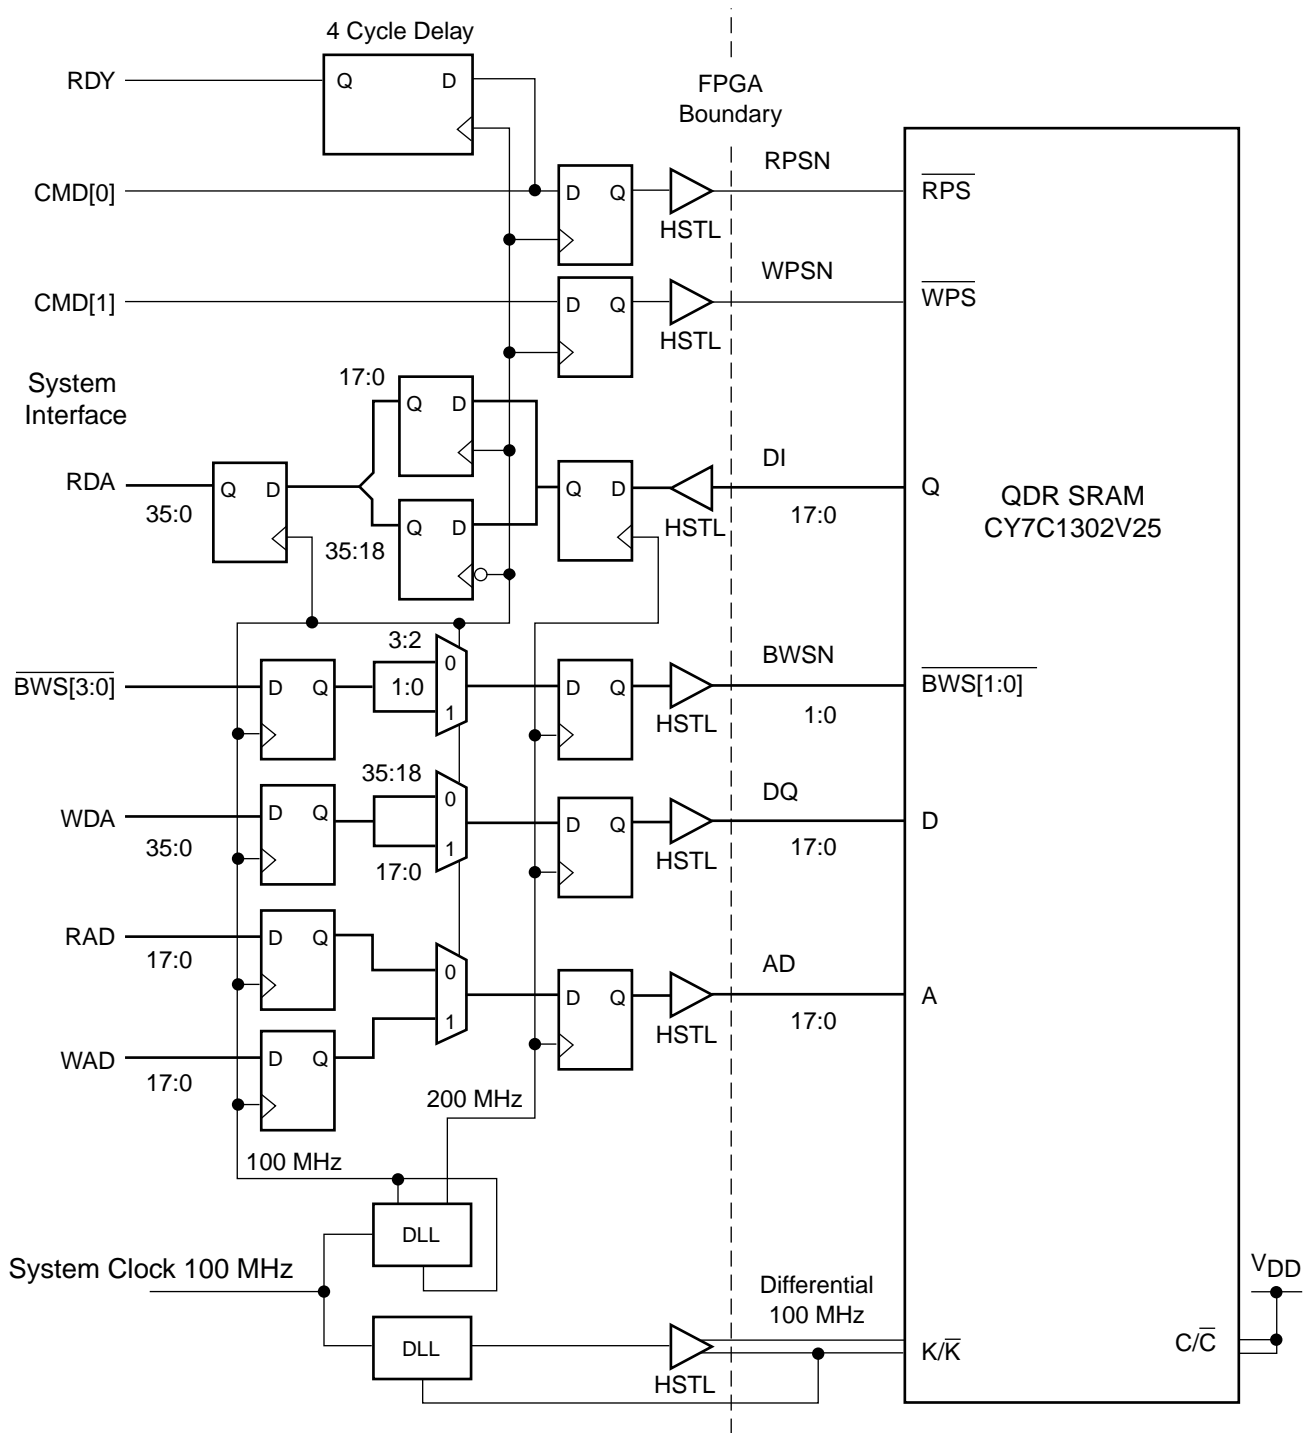 4 Cycle Delay
RDY
Q
D
FPGA
Boundary
CMD[0]
D
Q
HSTL
RPSN
RPS
CMD[1]
D
Q
HSTL
WPSN
WPS
System
Interface
17:0
Q
D
RDA
35:0
Q
D
35:18
Q
D
Q
D
HSTL
DI
17:0
Q
QDR SRAM
CY7C1302V25
BWS[3:0]
D
Q
3:2
1:0
0
1
D
Q
HSTL
BWSN
1:0
BWS[1:0]
WDA
35:0
D
Q
35:18
17:0
0
1
D
Q
HSTL
DQ
17:0
D
RAD
17:0
D
Q
0
1
D
Q
HSTL
AD
17:0
A
WAD
17:0
D
Q
200 MHz
100 MHz
DLL
System Clock 100 MHz
DLL
HSTL
Differential
100 MHz
K/K̅
C/C̅
VDD